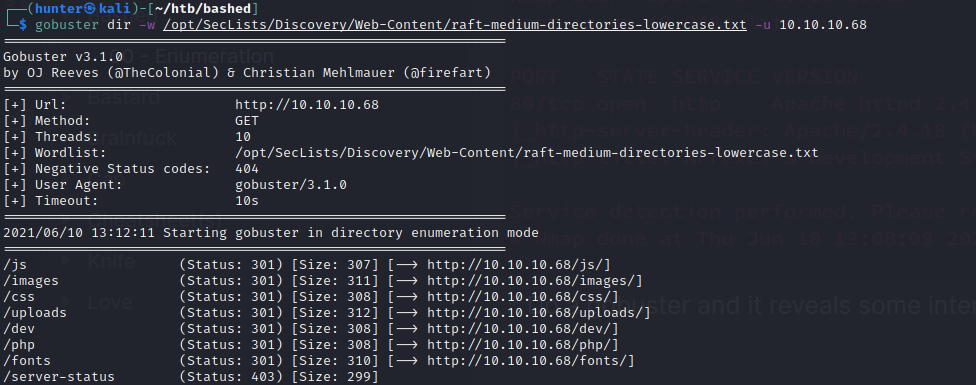 ┌──(hunter㉿kali)-[~/htb/bashed]
└─$ gobuster dir -w /opt/SecLists/Discovery/Web-Content/raft-medium-directories-lowercase.txt -u 10.10.10.68
===============================================================
Gobuster v3.1.0
by OJ Reeves (@TheColonial) & Christian Mehlmauer (@firefart)
===============================================================
[+] Url:                     http://10.10.10.68
[+] Method:                  GET
[+] Threads:                 10
[+] Wordlist:                /opt/SecLists/Discovery/Web-Content/raft-medium-directories-lowercase.txt
[+] Negative Status codes:   404
[+] User Agent:              gobuster/3.1.0
[+] Timeout:                 10s
===============================================================
2021/06/10 13:12:11 Starting gobuster in directory enumeration mode
===============================================================
/js                   (Status: 301) [Size: 307] [--> http://10.10.10.68/js/]
/images               (Status: 301) [Size: 311] [--> http://10.10.10.68/images/]
/css                  (Status: 301) [Size: 308] [--> http://10.10.10.68/css/]
/uploads              (Status: 301) [Size: 312] [--> http://10.10.10.68/uploads/]
/dev                  (Status: 301) [Size: 308] [--> http://10.10.10.68/dev/]
/php                  (Status: 301) [Size: 308] [--> http://10.10.10.68/php/]
/fonts                (Status: 301) [Size: 310] [--> http://10.10.10.68/fonts/]
/server-status        (Status: 403) [Size: 299]